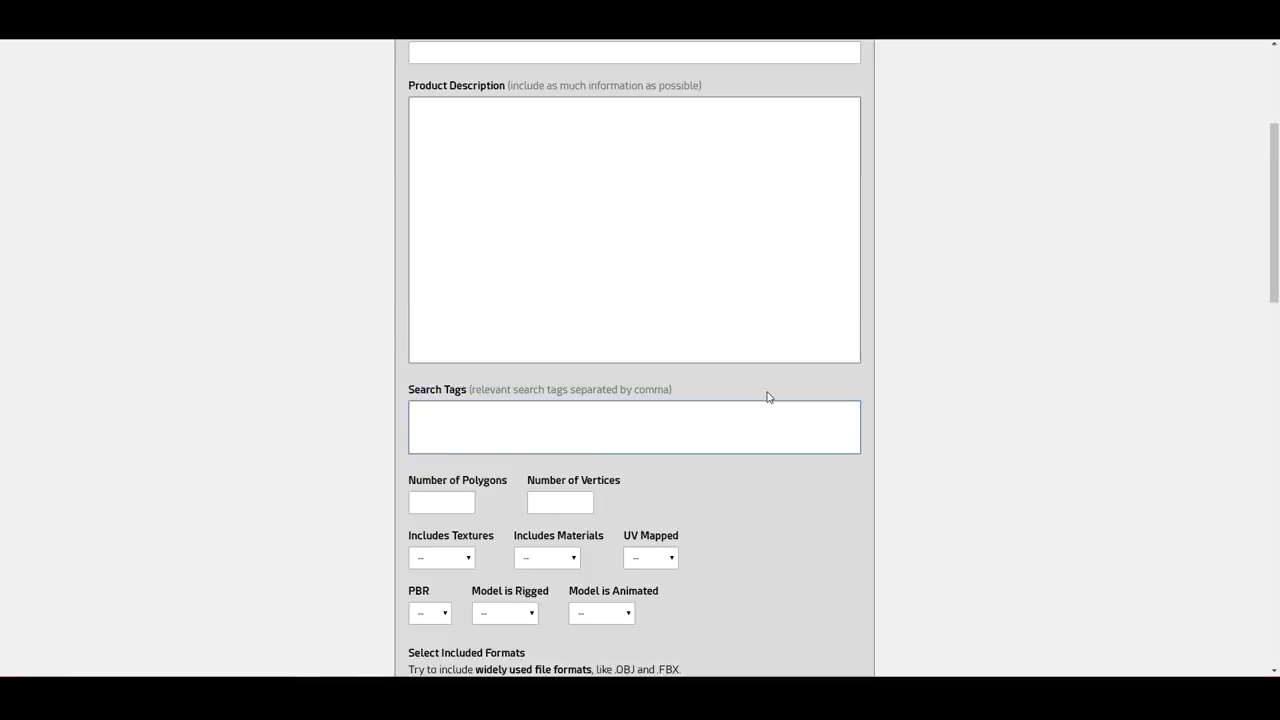 Product Description (include as much information as possible)
Search Tags (relevant search tags separated by comma)
Number of Polygons Number of Vertices
Includes Textures Includes Materials UV Mapped
-- -- --
PBR Model is Rigged Model is Animated
-- -- --
Select Included Formats
Try to include widely used file formats, like .OBJ and .FBX.